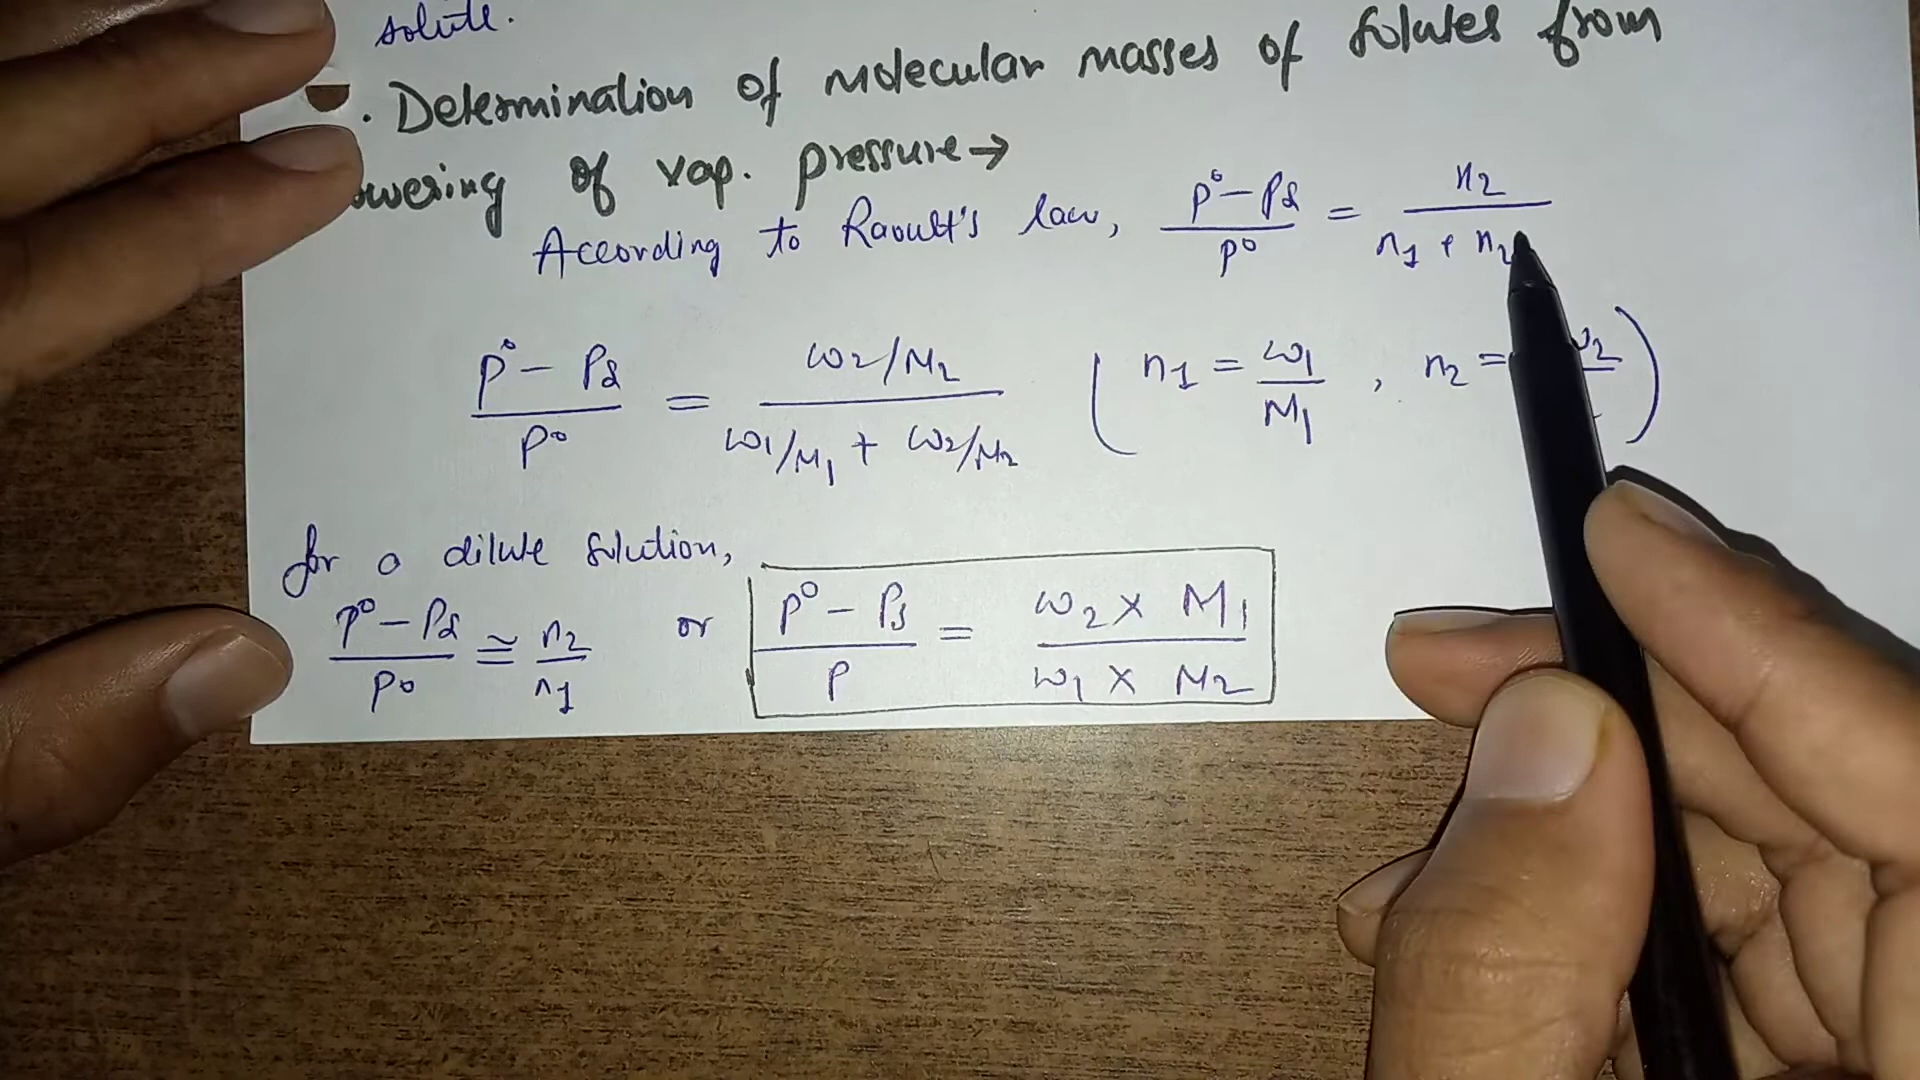 solute.
. Determination of molecular masses of solutes from
owering of vap. pressure →
According to Raoult's law, (p° - ps)/p° = n2/(n1 + n2)
(p° - ps)/p° = (w2/M2)/(w1/M1 + w2/M2) ( n1 = w1/M1 , n2 =
for a dilute solution,
(p° - ps)/p° ≅ n2/n1 or (p° - ps)/p = (w2 x M1)/(w1 x M2)